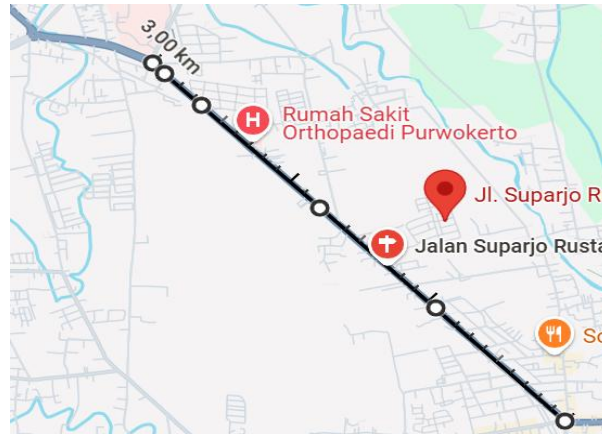 3,00 km
Rumah Sakit
Orthopaedi Purwokerto
H
Jl. Suparjo R
Jalan Suparjo Rusta
So